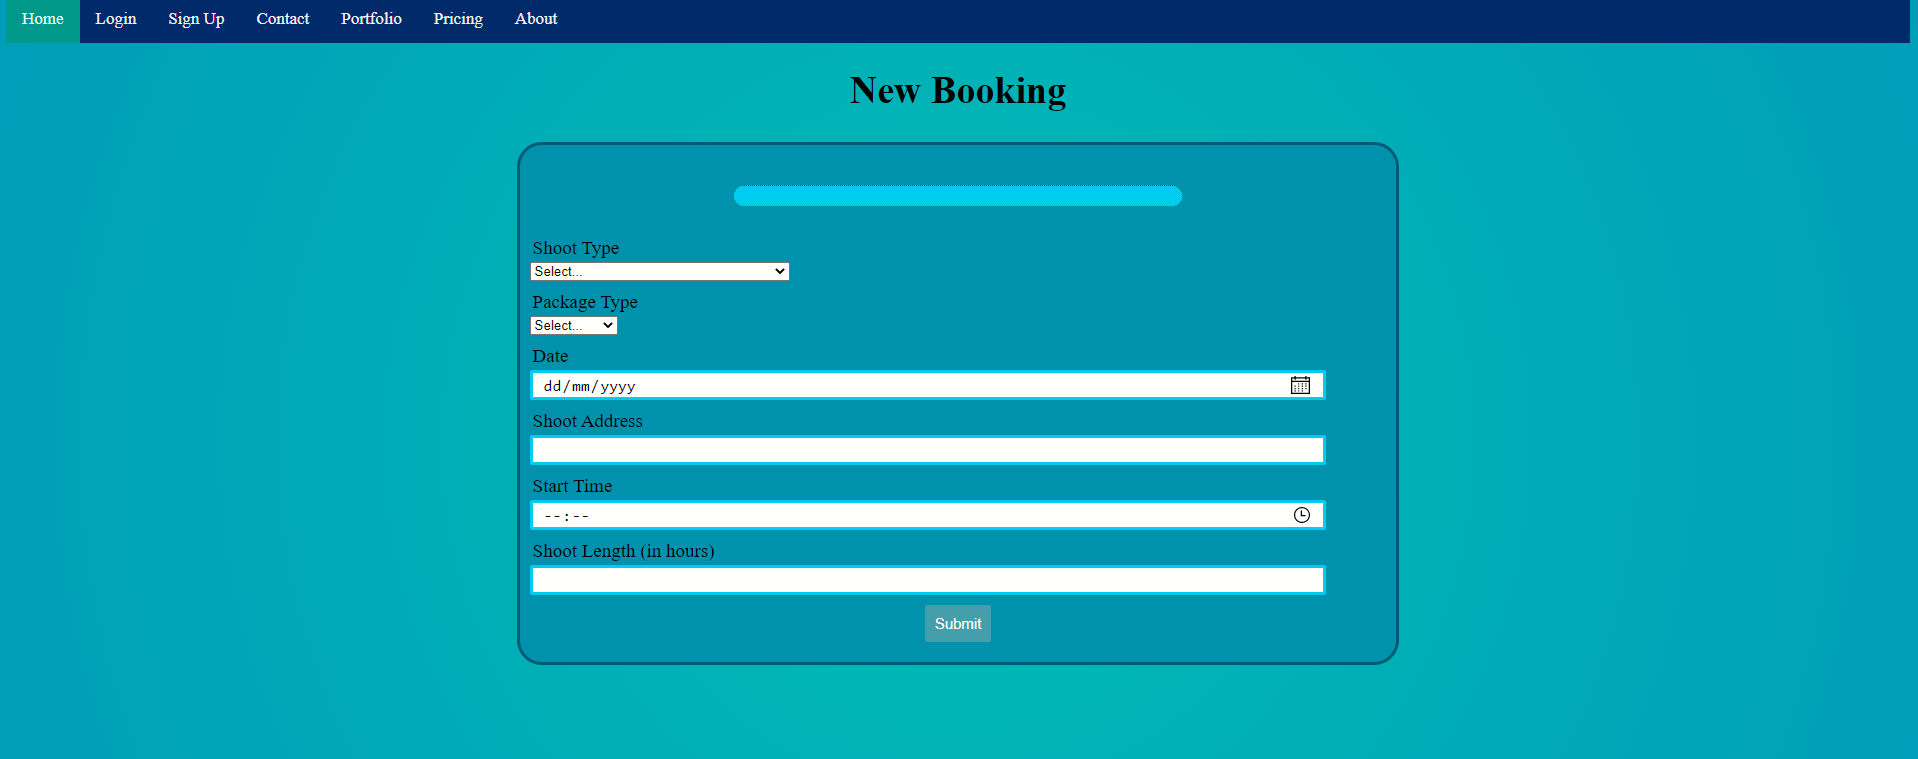 Home Login Sign Up Contact Portfolio Pricing About
New Booking
Shoot Type
Select...
Package Type
Select...
Date
dd/mm/yyyy
Shoot Address
Start Time
--:--
Shoot Length (in hours)
Submit